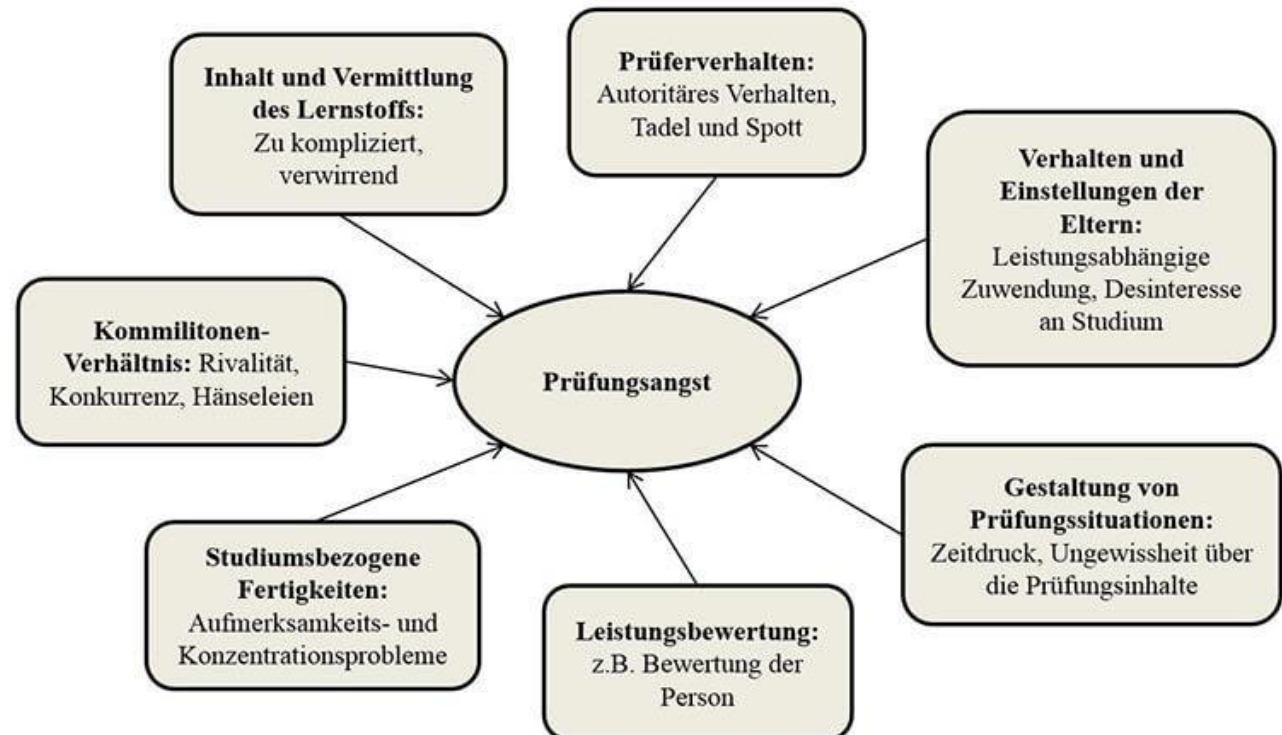 Inhalt und Vermittlung
des Lernstoffs:
Zu kompliziert,
verwirrend
Prüferverhalten:
Autoritäres Verhalten,
Tadel und Spott
Verhalten und
Einstellungen der
Eltern:
Leistungsabhängige
Zuwendung, Desinteresse
an Studium
Kommilitonen-
Verhältnis: Rivalität,
Konkurrenz, Hänseleien
Prüfungsangst
Studiumsbezogene
Fertigkeiten:
Aufmerksamkeits- und
Konzentrationsprobleme
Leistungsbewertung:
z.B. Bewertung der
Person
Gestaltung von
Prüfungssituationen:
Zeitdruck, Ungewissheit über
die Prüfungsinhalte